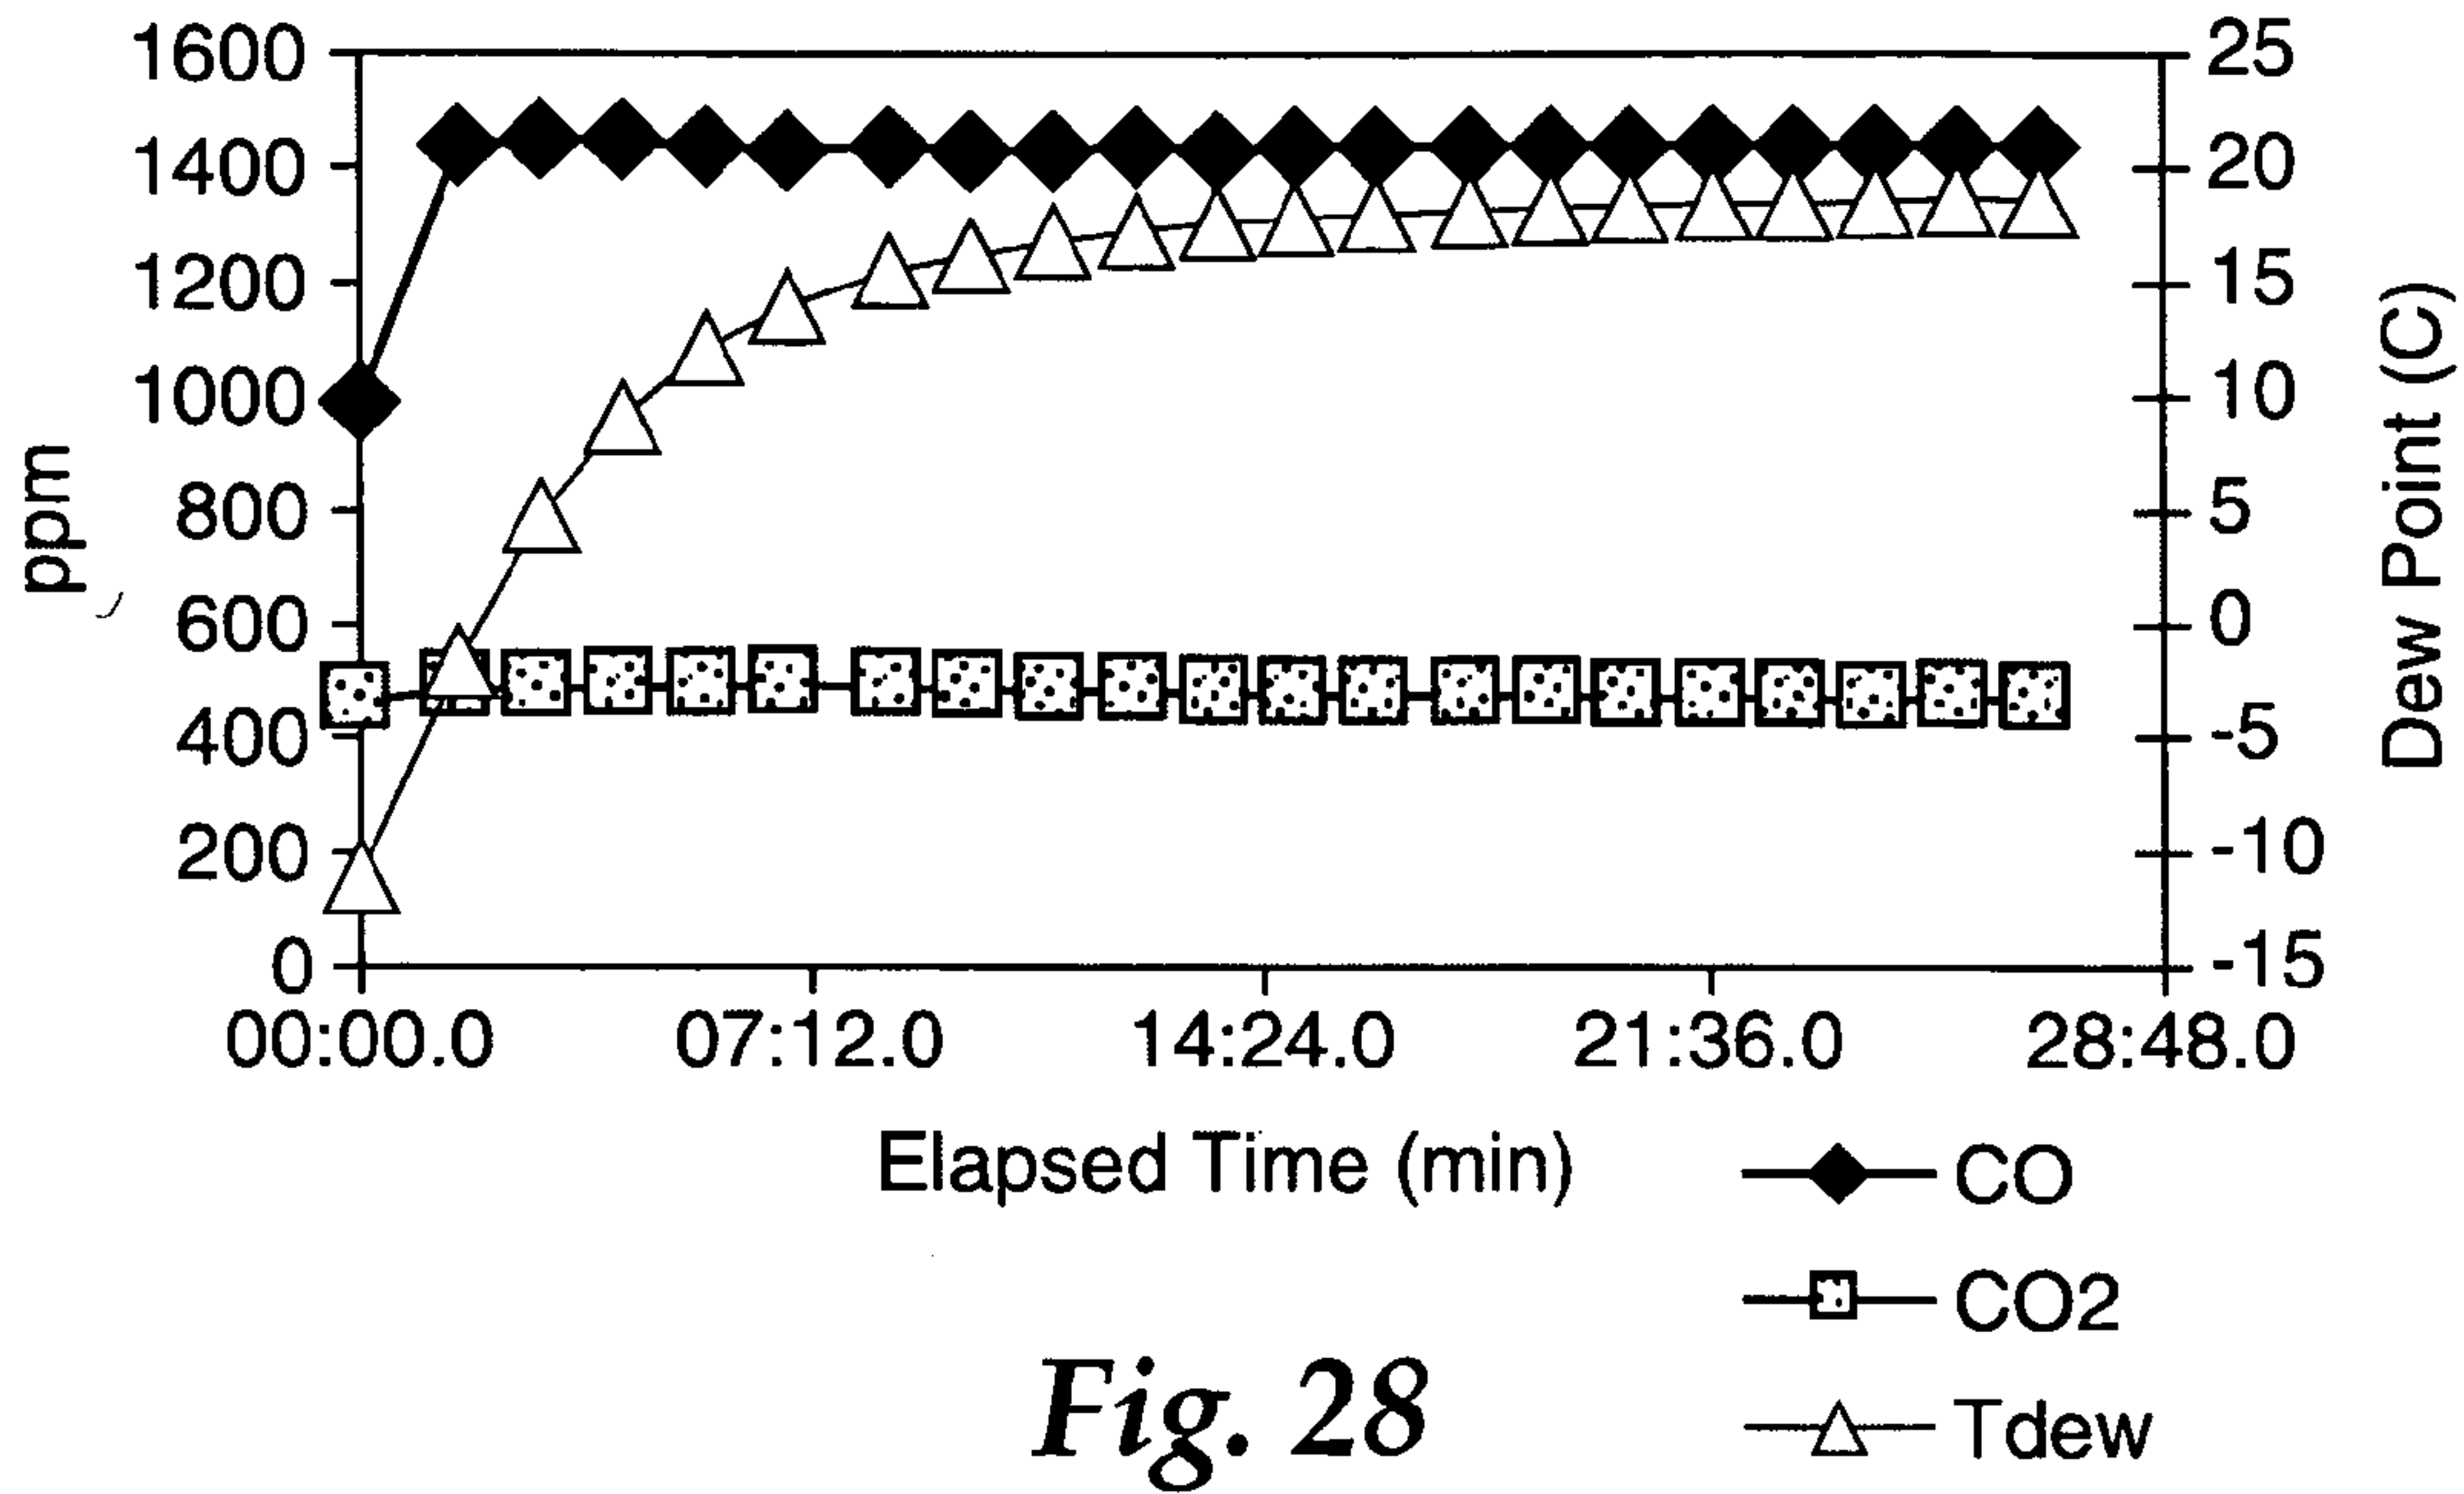 1600
1400
1200
1000
800
600
400
200
0
ppm
25
20
15
10
5
0
-5
-10
-15
Dew Point (C)
00:00.0 07:12.0 14:24.0 21:36.0 28:48.0
Elapsed Time (min)
CO
CO2
Tdew
Fig. 28